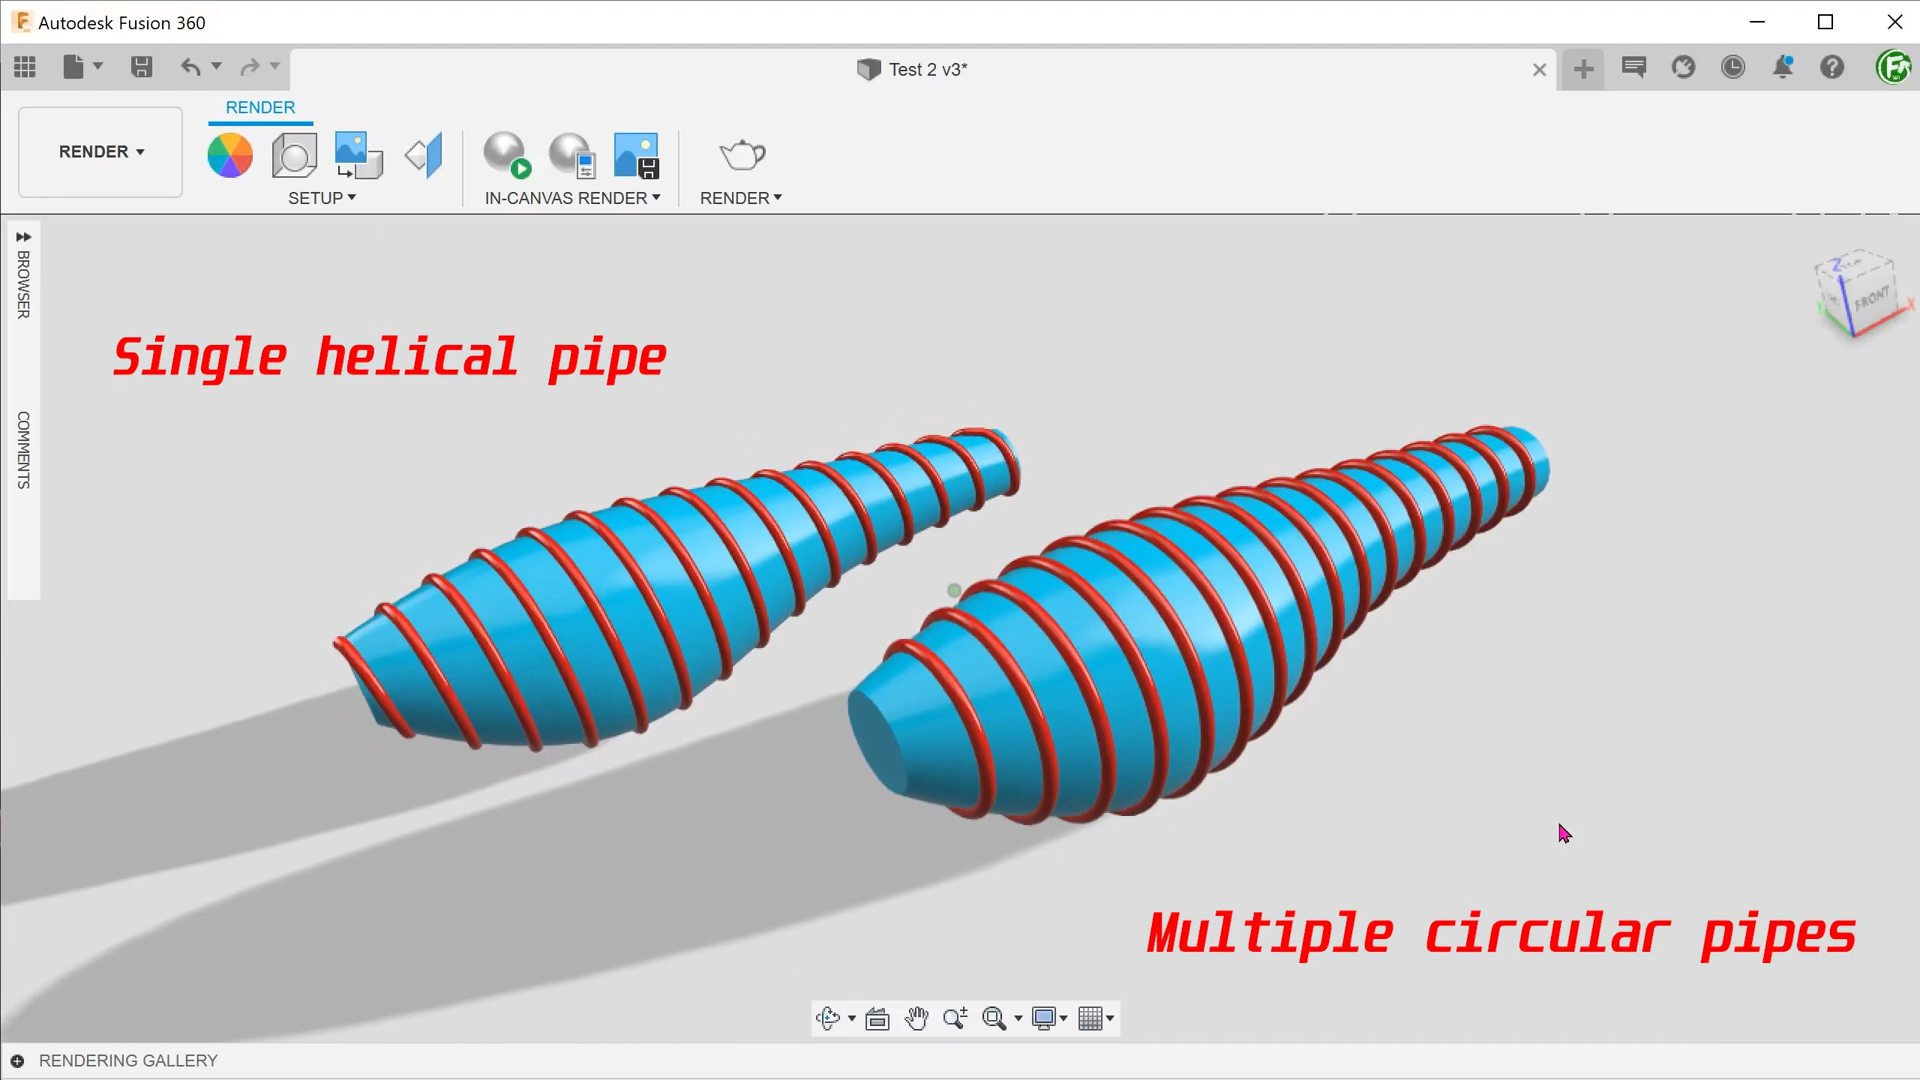 Autodesk Fusion 360
Test 2 v3*
RENDER
RENDER
SETUP
IN-CANVAS RENDER
RENDER
BROWSER
COMMENTS
Z
FRONT
X
Single helical pipe
Multiple circular pipes
RENDERING GALLERY